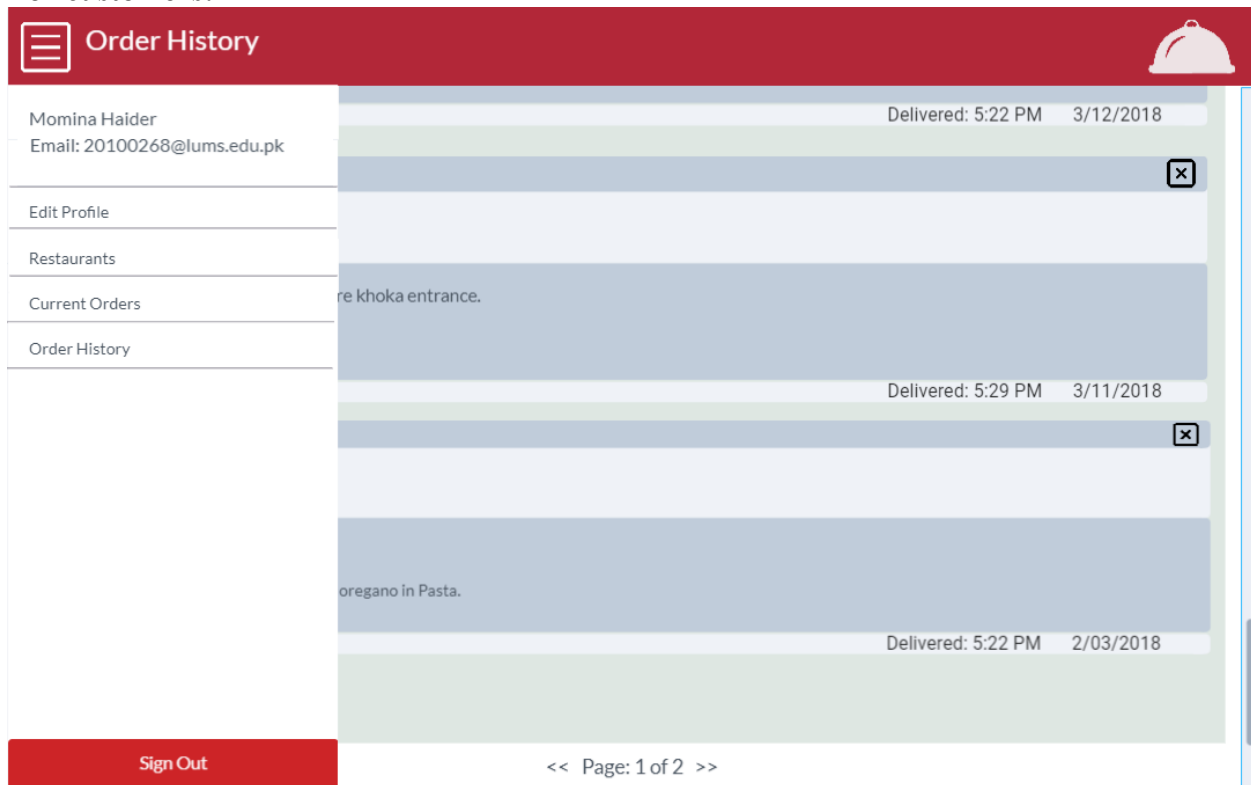 Order History
Momina Haider
Email: 20100268@lums.edu.pk
Edit Profile
Restaurants
Current Orders
Order History
Sign Out
Delivered: 5:22 PM 3/12/2018
re khoka entrance.
Delivered: 5:29 PM 3/11/2018
oregano in Pasta.
Delivered: 5:22 PM 2/03/2018
<< Page: 1 of 2 >>